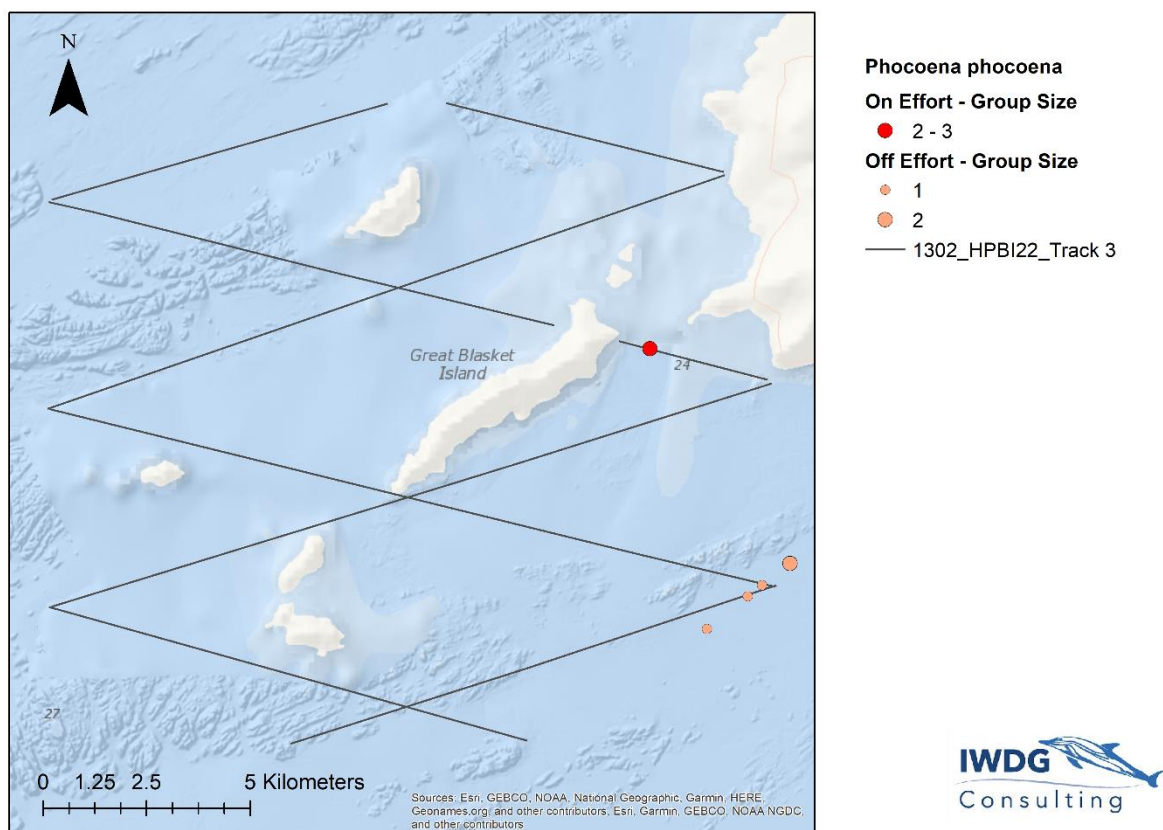 N
Great Blasket
Island
24
27
0 1.25 2.5 5 Kilometers
Sources: Esri, GEBCO, NOAA, National Geographic, Garmin, HERE,
Geonames.org, and other contributors, Esri, Garmin, GEBCO, NOAA NGDC,
and other contributors
Phocoena phocoena
On Effort - Group Size
2 - 3
Off Effort - Group Size
1
2
1302_HPBI22_Track 3
IWDG
Consulting